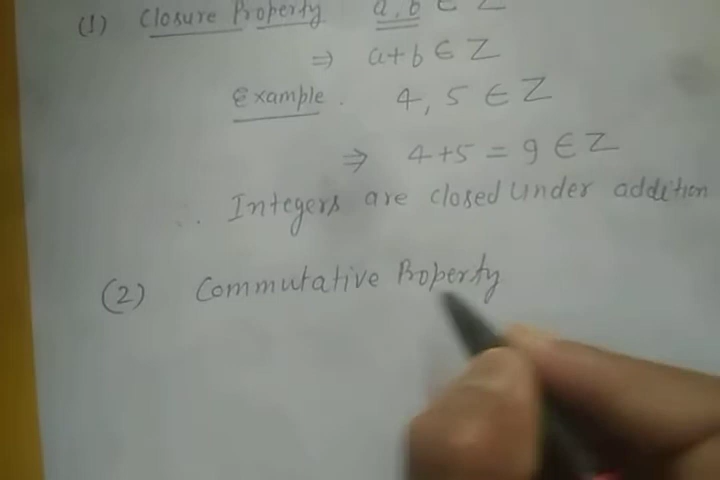 (1) Closure Property a, b ∈ Z
⇒ a+b ∈ Z
Example. 4, 5 ∈ Z
⇒ 4+5 = 9 ∈ Z
∴ Integers are closed under addition
(2) Commutative Property